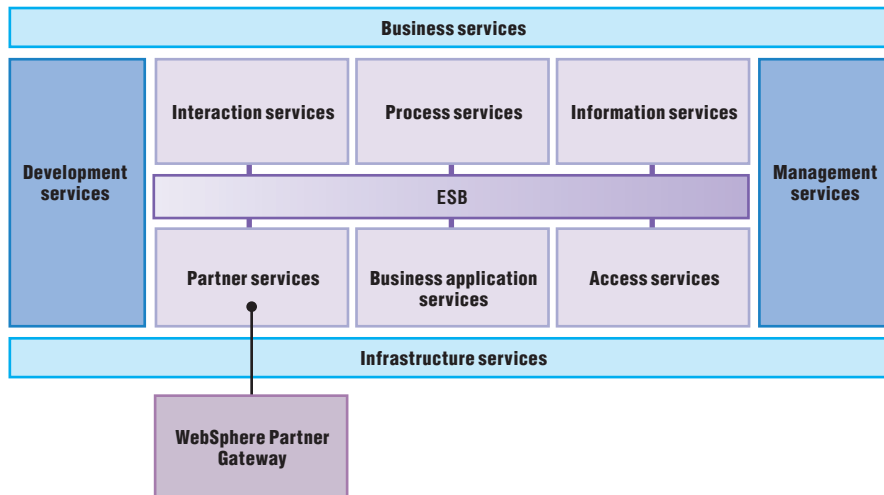 Business services
Interaction services
Process services
Information services
Development
services
Management
services
ESB
Partner services
Business application
services
Access services
Infrastructure services
WebSphere Partner
Gateway